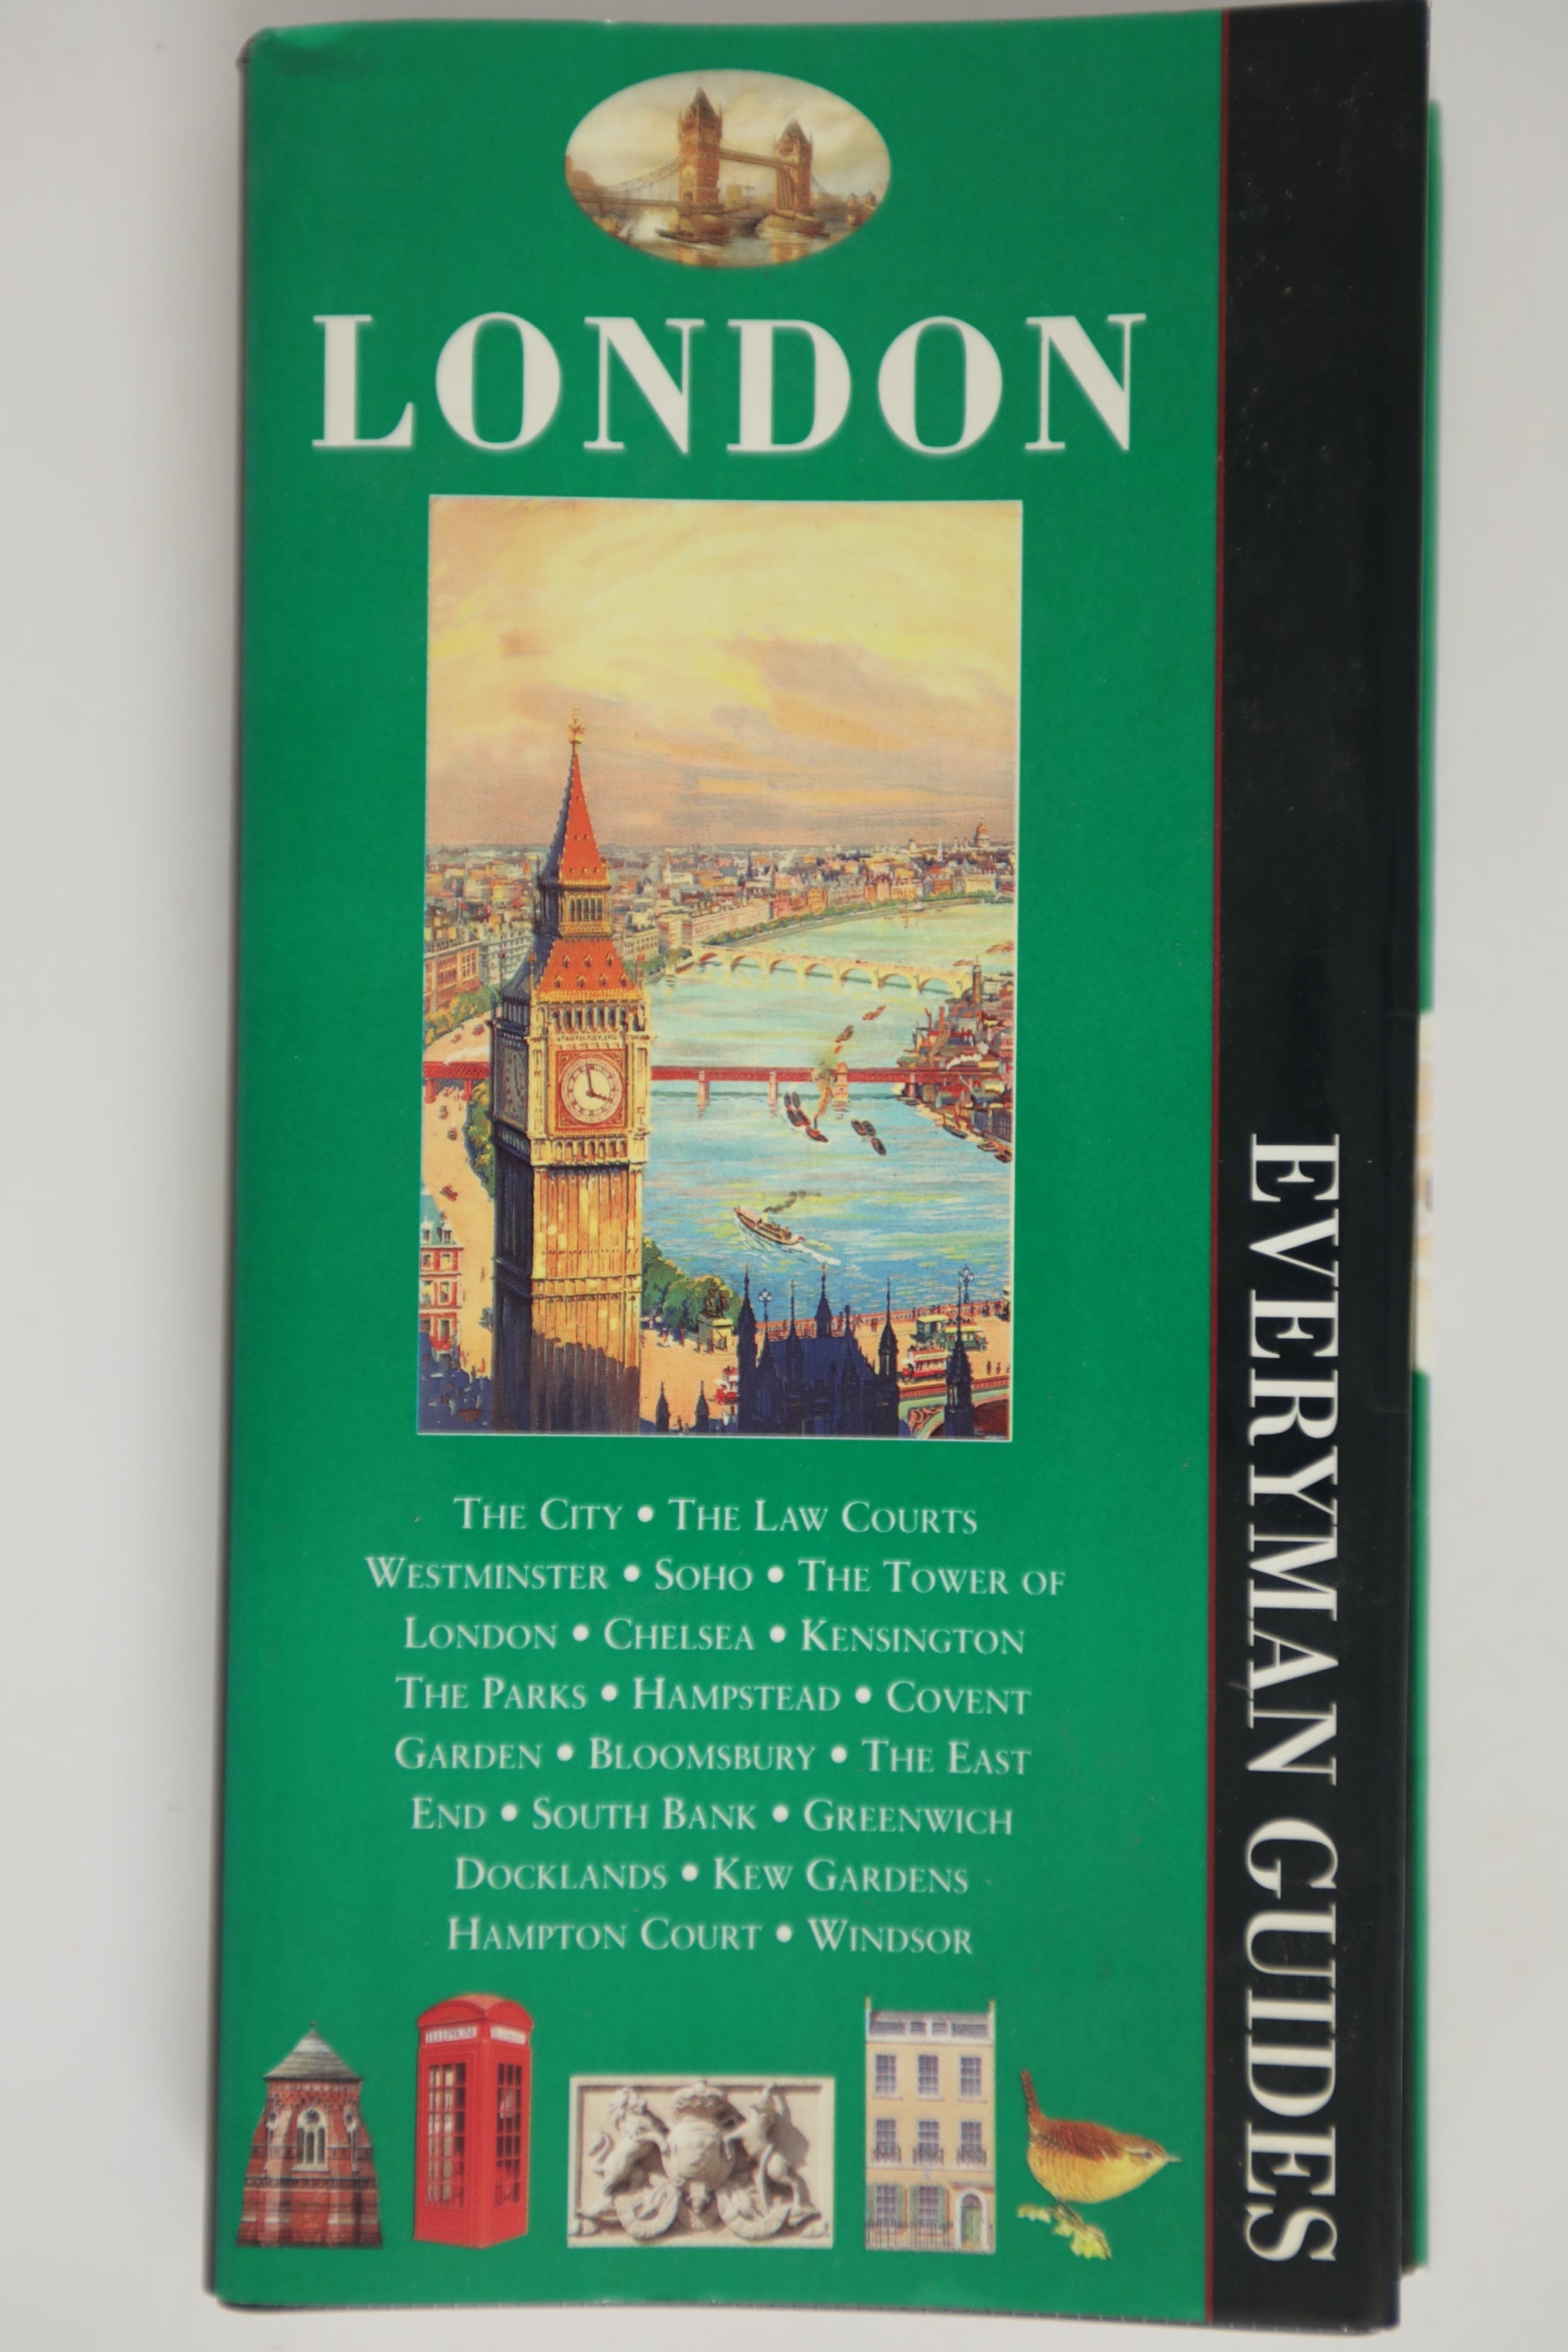 LONDON
THE CITY • THE LAW COURTS
WESTMINSTER • SOHO • THE TOWER OF
LONDON • CHELSEA • KENSINGTON
THE PARKS • HAMPSTEAD • COVENT
GARDEN • BLOOMSBURY • THE EAST
END • SOUTH BANK • GREENWICH
DOCKLANDS • KEW GARDENS
HAMPTON COURT • WINDSOR
TELEPHONE
EVERYMAN GUIDES